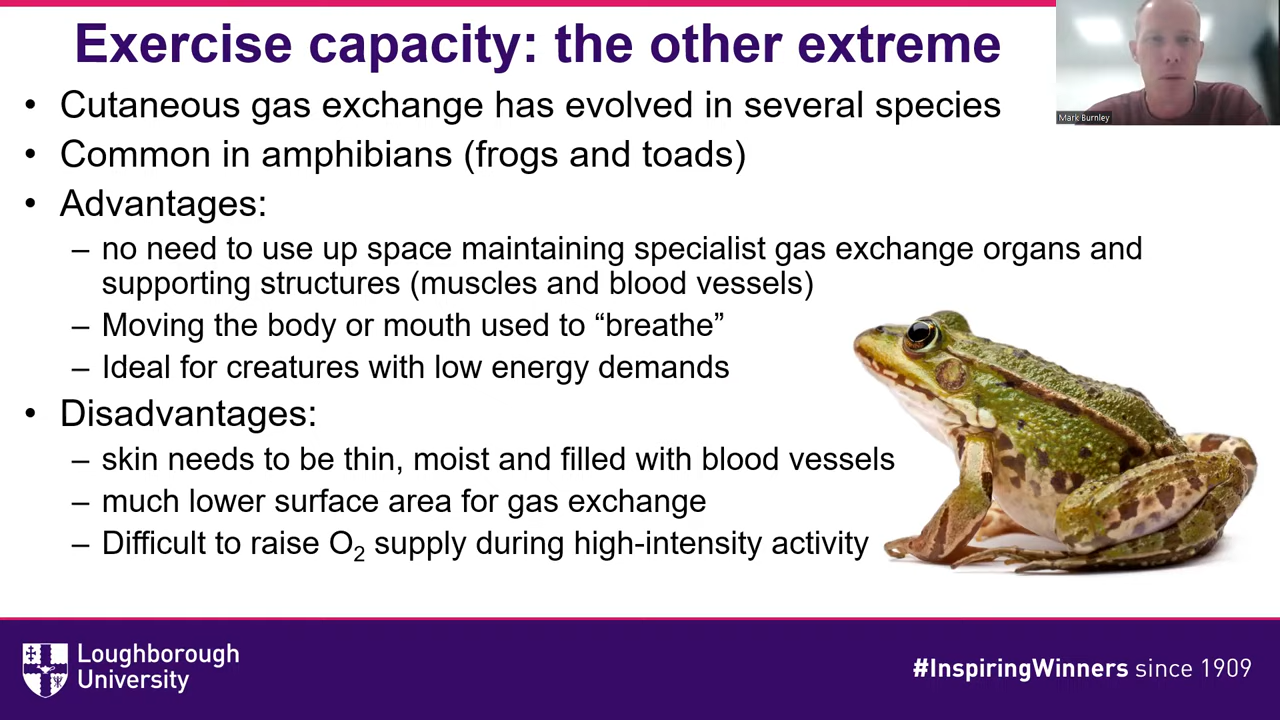 Exercise capacity: the other extreme
Mark Burnley
• Cutaneous gas exchange has evolved in several species
• Common in amphibians (frogs and toads)
• Advantages:
– no need to use up space maintaining specialist gas exchange organs and
supporting structures (muscles and blood vessels)
– Moving the body or mouth used to “breathe”
– Ideal for creatures with low energy demands
• Disadvantages:
– skin needs to be thin, moist and filled with blood vessels
– much lower surface area for gas exchange
– Difficult to raise O₂ supply during high-intensity activity
Loughborough
University
#InspiringWinners since 1909